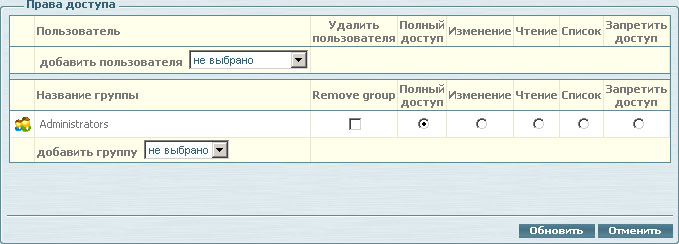 Права доступа
Пользователь Удалить пользователя Полный доступ Изменение Чтение Список Запретить доступ
добавить пользователя не выбрано
Название группы Remove group Полный доступ Изменение Чтение Список Запретить доступ
Administrators
добавить группу не выбрано
Обновить Отменить